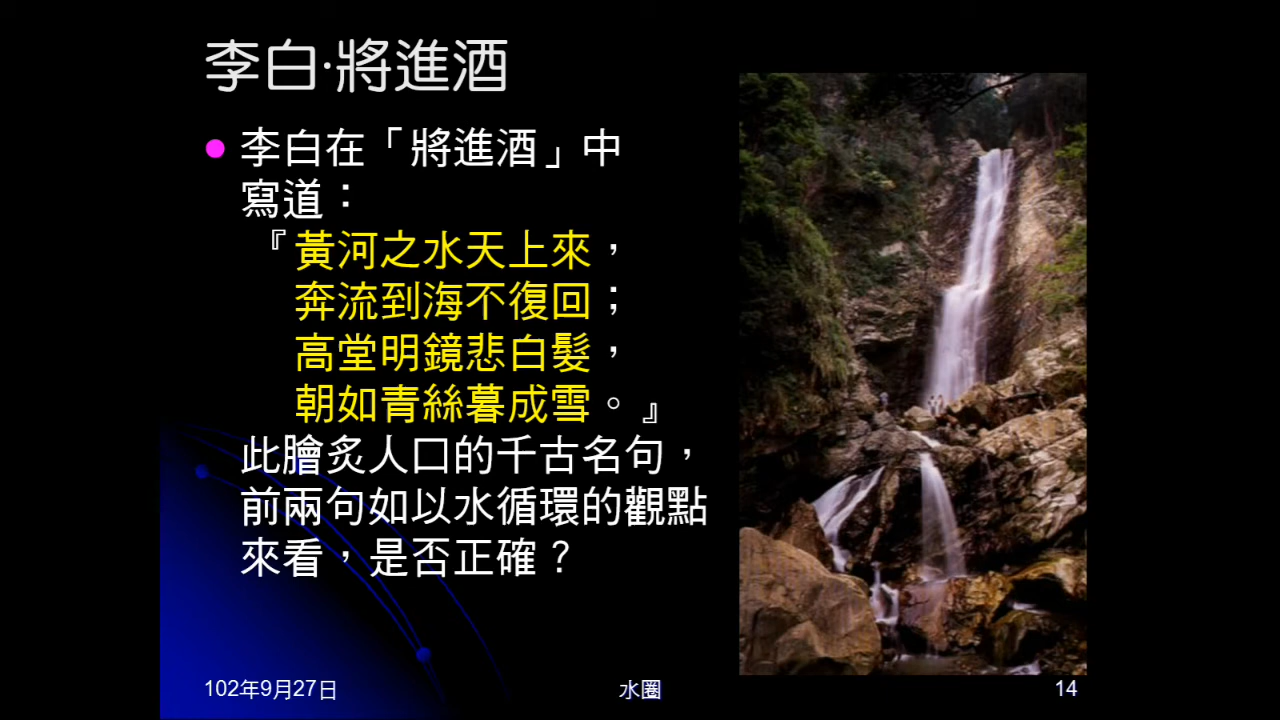 李白·將進酒
李白在「將進酒」中
寫道：
『黃河之水天上來，
奔流到海不復回；
高堂明鏡悲白髮，
朝如青絲暮成雪。』
此膾炙人口的千古名句，
前兩句如以水循環的觀點
來看，是否正確？
102年9月27日
水圈
14